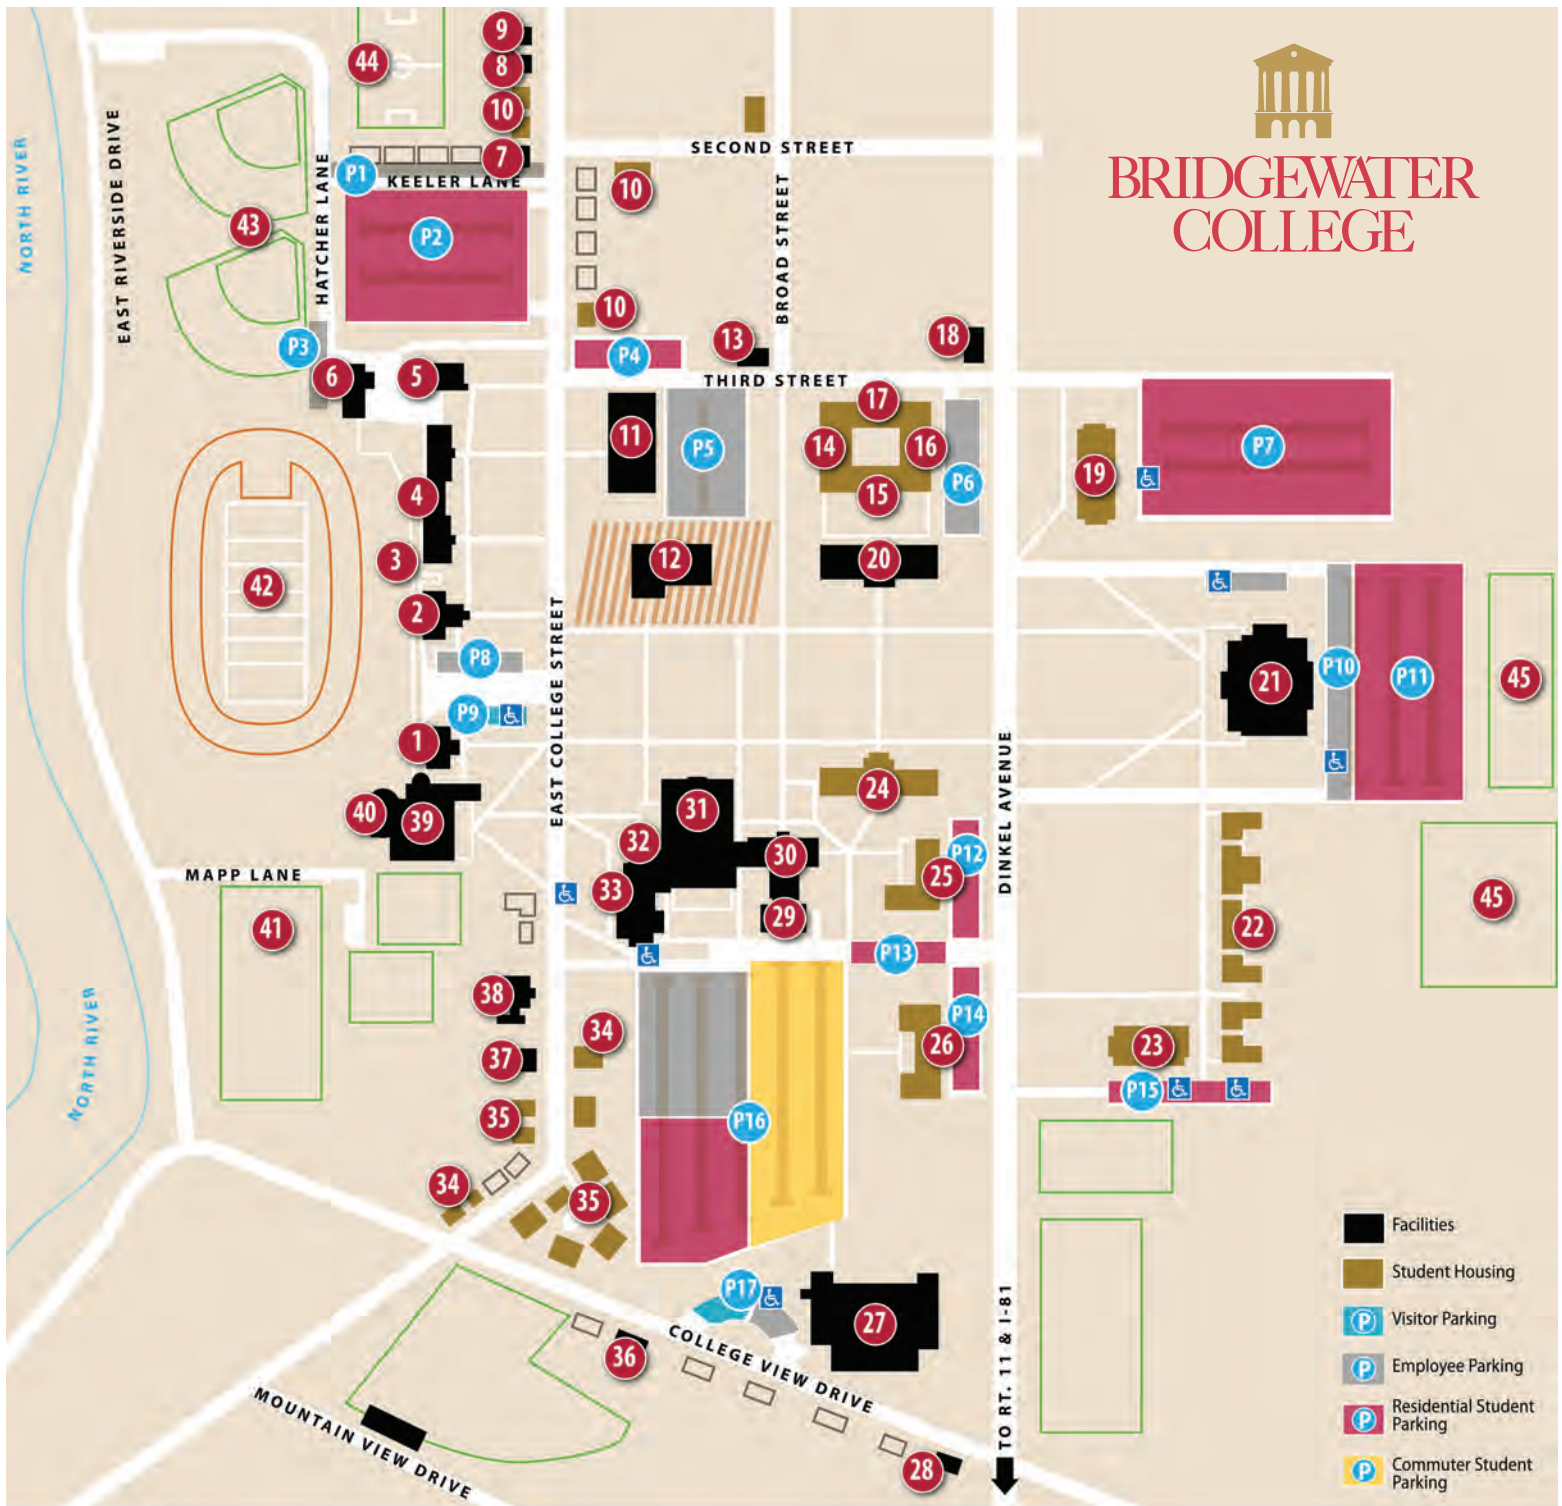 BRIDGEWATER
COLLEGE
NORTH RIVER
EAST RIVERSIDE DRIVE
HATCHER LANE
KEELER LANE
SECOND STREET
BROAD STREET
THIRD STREET
EAST COLLEGE STREET
DINKEL AVENUE
MAPP LANE
NORTH RIVER
COLLEGE VIEW DRIVE
MOUNTAIN VIEW DRIVE
TO RT. 11 & I-81
9
44
8
10
7
P1
10
43
P2
10
P3
13
18
P4
6
5
17
11
P5
14
16
P7
19
P6
4
15
3
12
20
42
2
P8
P10
P11
45
21
P9
1
24
31
40
39
32
30
P12
25
33
45
29
41
22
P13
38
P14
34
26
23
37
P15
35
P16
34
35
P17
27
36
28
Facilities
Student Housing
P
Visitor Parking
P
Employee Parking
P
Residential Student
Parking
P
Commuter Student
Parking